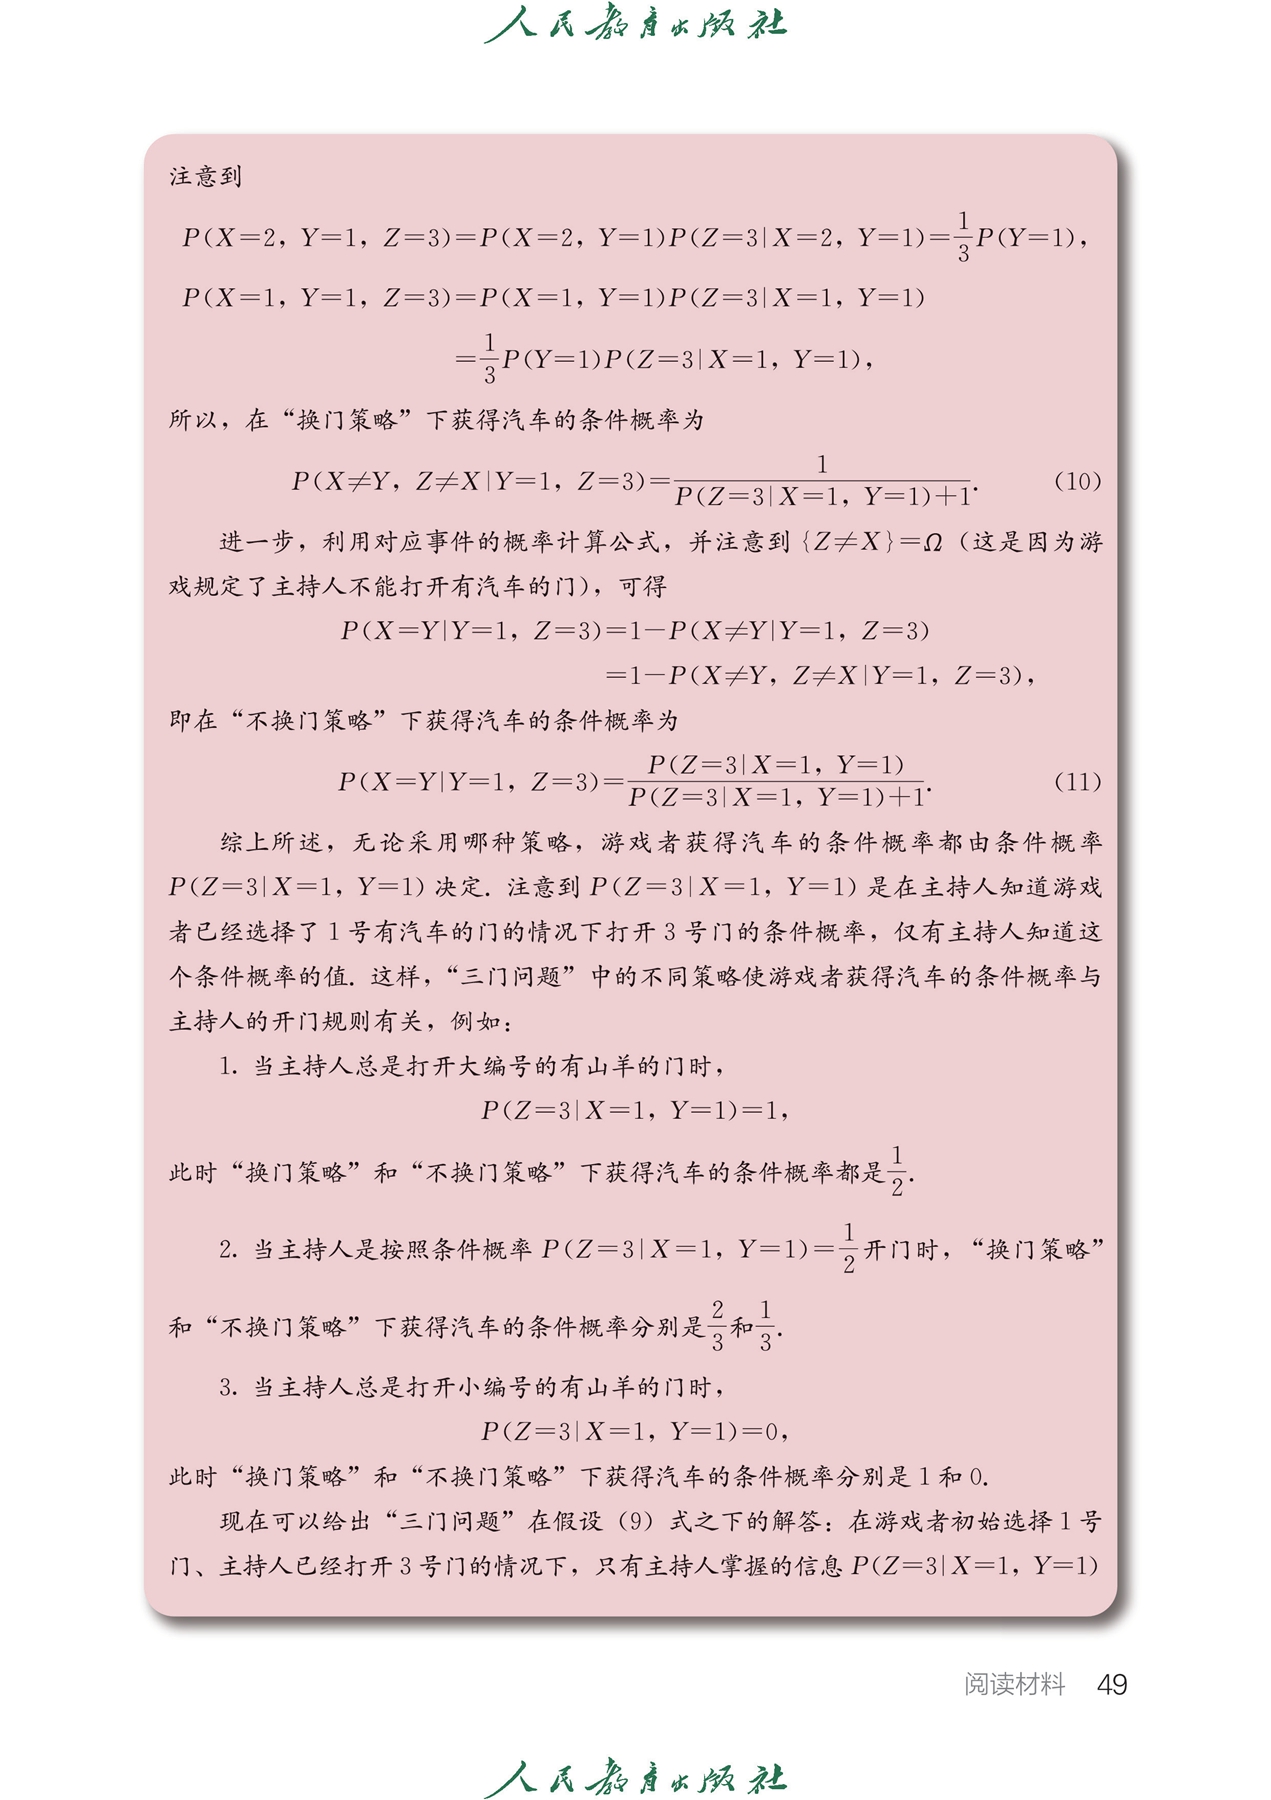 人民教育出版社
注意到
P(X=2, Y=1, Z=3)=P(X=2, Y=1)P(Z=3|X=2, Y=1)=1/3P(Y=1),
P(X=1, Y=1, Z=3)=P(X=1, Y=1)P(Z=3|X=1, Y=1)
=1/3P(Y=1)P(Z=3|X=1, Y=1),
所以，在“换门策略”下获得汽车的条件概率为
P(X≠Y, Z≠X|Y=1, Z=3)=1/(P(Z=3|X=1, Y=1)+1). (10)
进一步，利用对应事件的概率计算公式，并注意到{Z≠X}=Ω（这是因为游
戏规定了主持人不能打开有汽车的门），可得
P(X=Y|Y=1, Z=3)=1-P(X≠Y|Y=1, Z=3)
=1-P(X≠Y, Z≠X|Y=1, Z=3),
即在“不换门策略”下获得汽车的条件概率为
P(X=Y|Y=1, Z=3)=P(Z=3|X=1, Y=1)/(P(Z=3|X=1, Y=1)+1). (11)
综上所述，无论采用哪种策略，游戏者获得汽车的条件概率都由条件概率
P(Z=3|X=1, Y=1)决定. 注意到P(Z=3|X=1, Y=1)是在主持人知道游戏
者已经选择了1号有汽车的门的情况下打开3号门的条件概率，仅有主持人知道这
个条件概率的值. 这样，“三门问题”中的不同策略使游戏者获得汽车的条件概率与
主持人的开门规则有关，例如：
1. 当主持人总是打开大编号的有山羊的门时，
P(Z=3|X=1, Y=1)=1,
此时“换门策略”和“不换门策略”下获得汽车的条件概率都是1/2.
2. 当主持人是按照条件概率P(Z=3|X=1, Y=1)=1/2开门时，“换门策略”
和“不换门策略”下获得汽车的条件概率分别是2/3和1/3.
3. 当主持人总是打开小编号的有山羊的门时，
P(Z=3|X=1, Y=1)=0,
此时“换门策略”和“不换门策略”下获得汽车的条件概率分别是1和0.
现在可以给出“三门问题”在假设（9）式之下的解答：在游戏者初始选择1号
门、主持人已经打开3号门的情况下，只有主持人掌握的信息P(Z=3|X=1, Y=1)
阅读材料 49
人民教育出版社